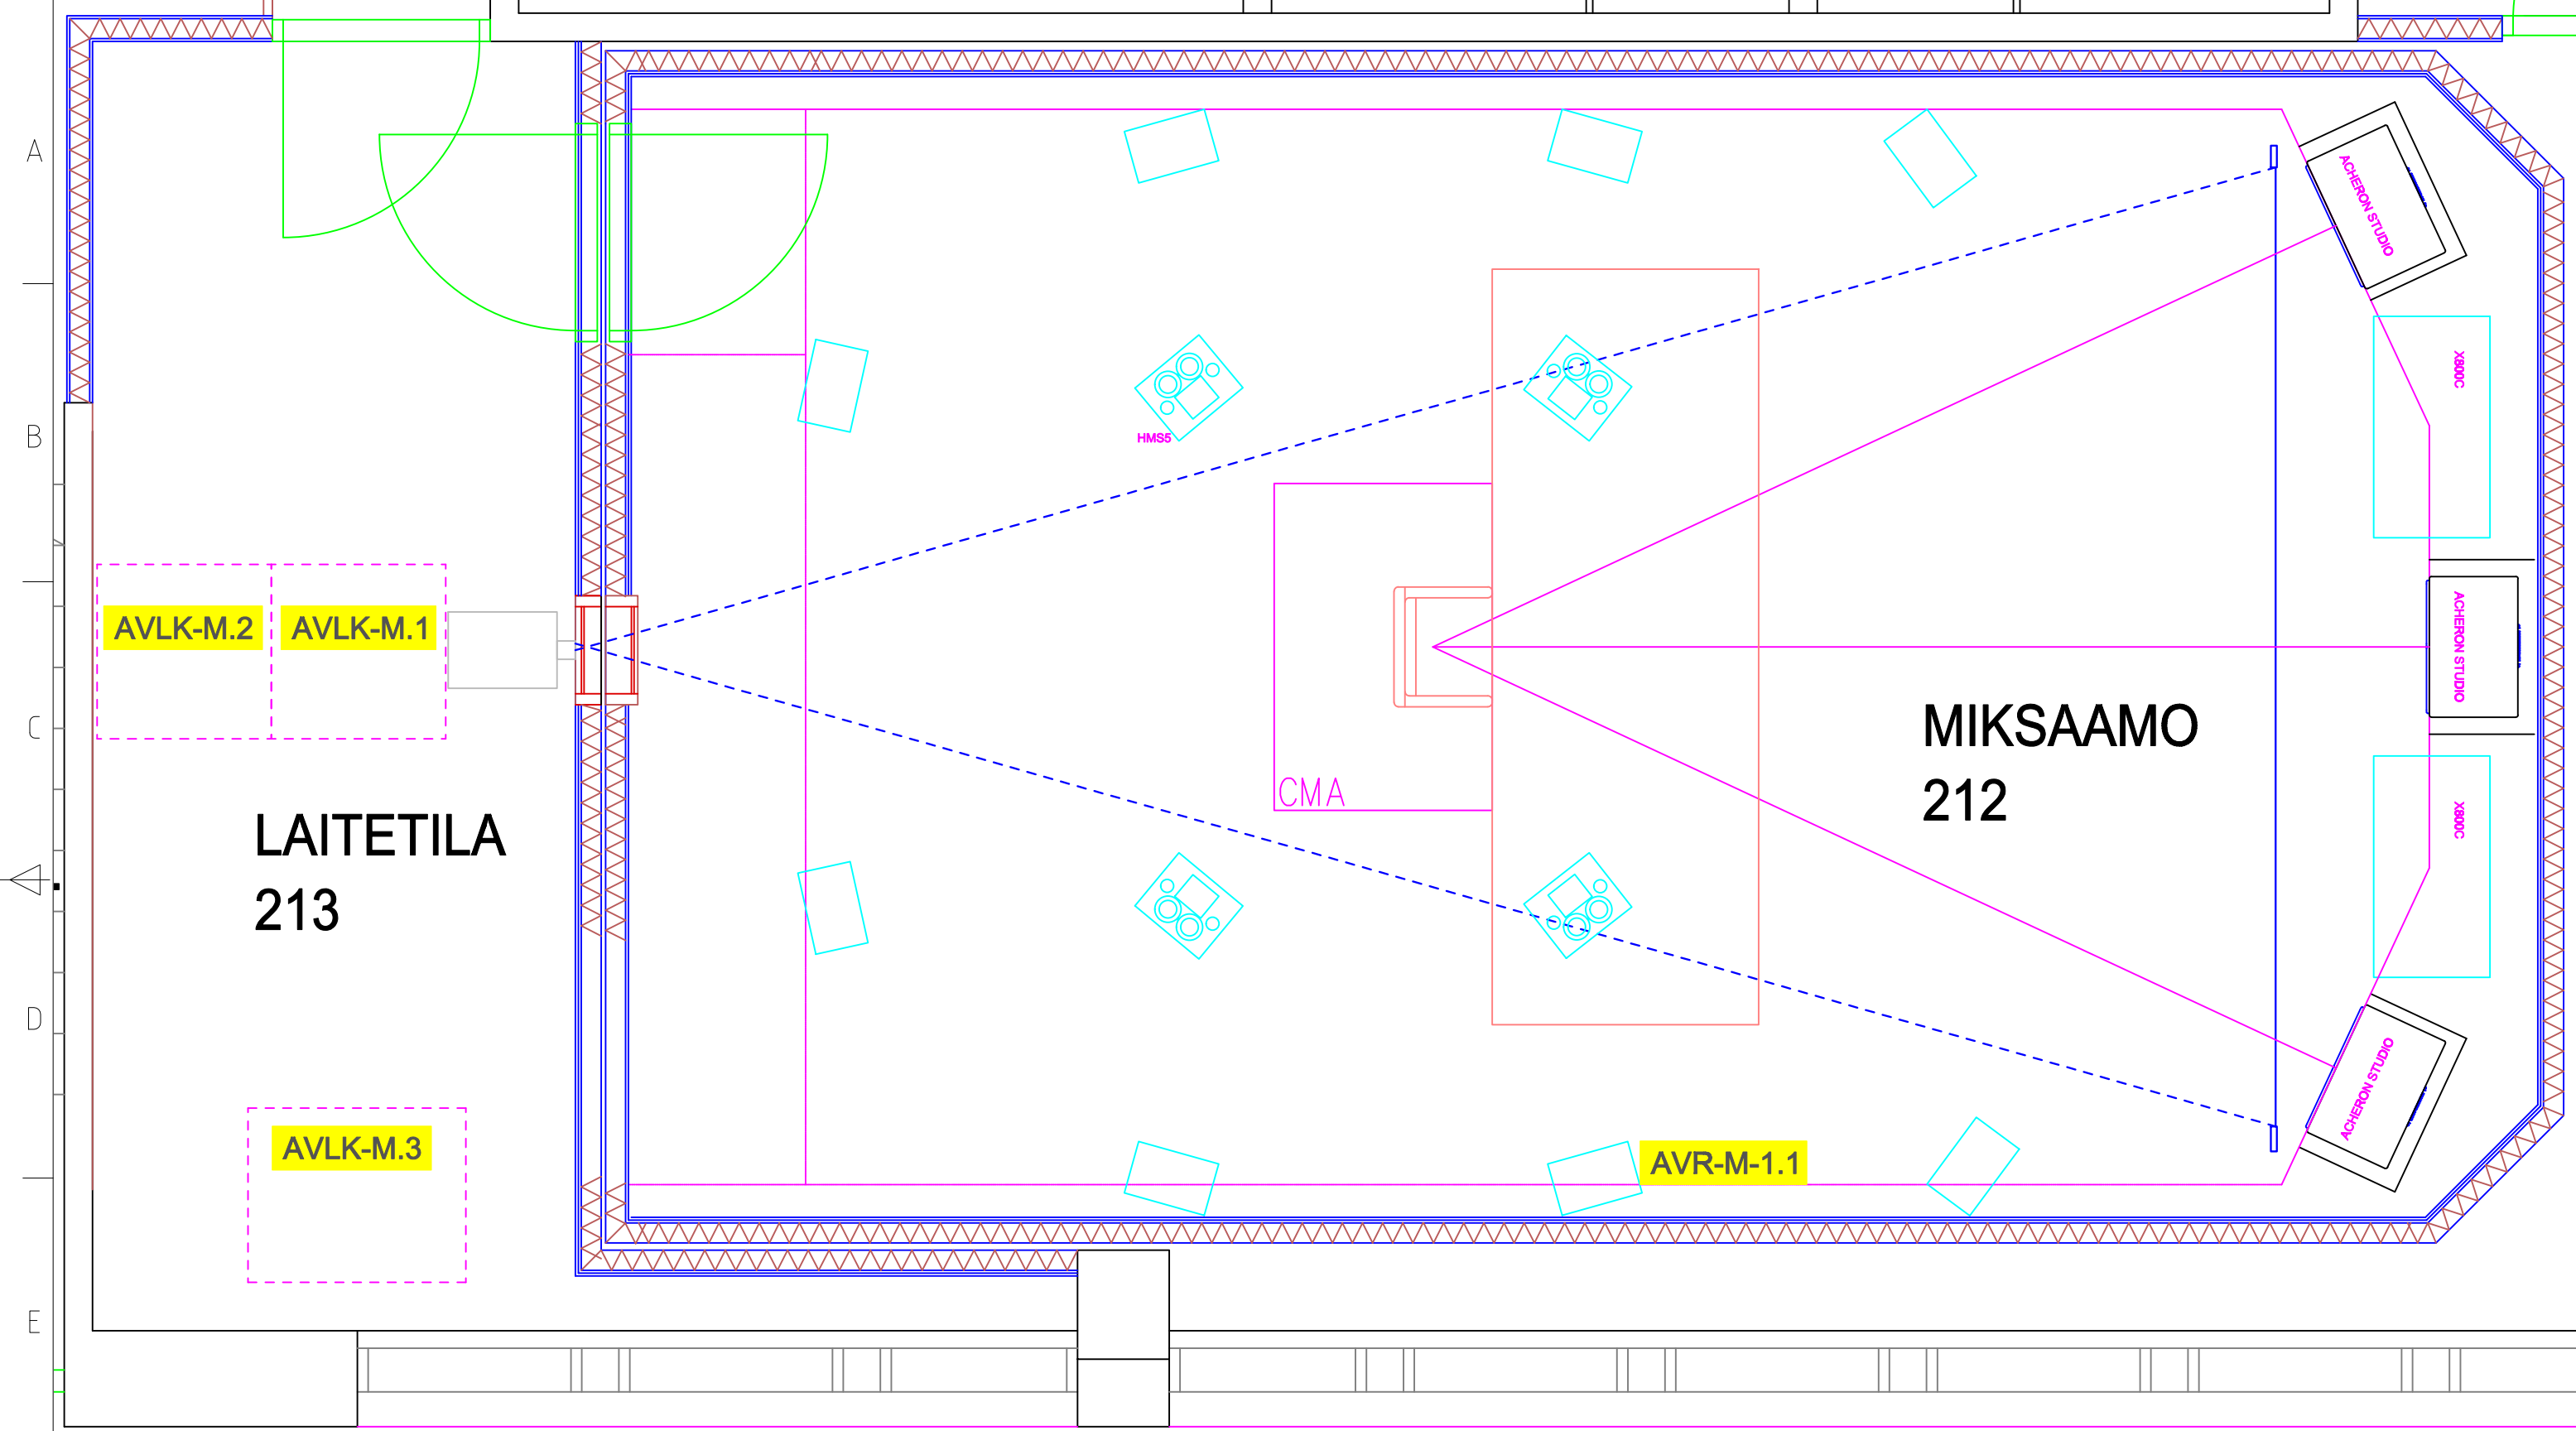 A
B
C
D
E
ACHERON STUDIO
X800C
HMS5
AVLK-M.2
AVLK-M.1
ACHERON STUDIO
MIKSAAMO
212
CMA
X800C
LAITETILA
213
ACHERON STUDIO
AVLK-M.3
AVR-M-1.1